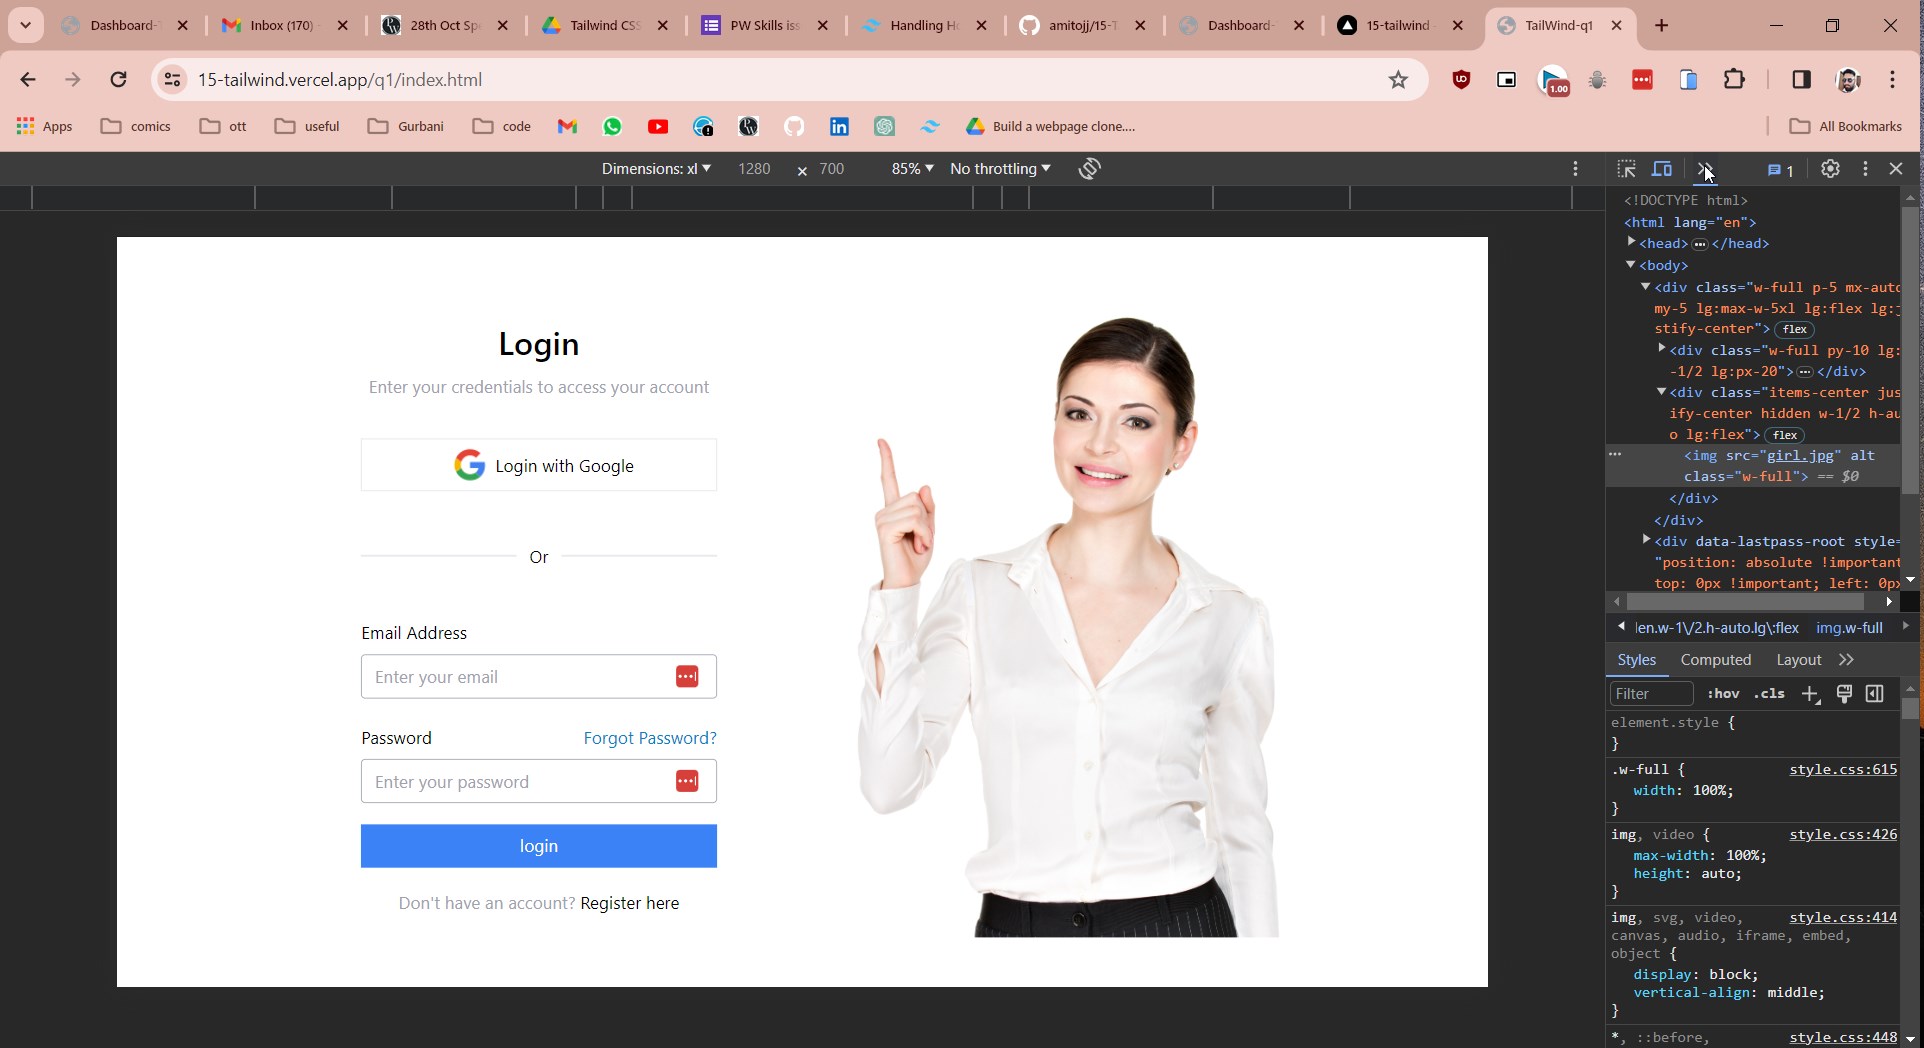 Dashboard-
Inbox (170)
28th Oct Sp
Tailwind CSS
PW Skills iss
Handling H
amitojj/15-T
Dashboard-
15-tailwind
TailWind-q1
15-tailwind.vercel.app/q1/index.html
1.00
Apps
comics
ott
useful
Gurbani
code
Build a webpage clone....
All Bookmarks
Dimensions: xl
1280
x
700
85%
No throttling
1
Login
Enter your credentials to access your account
Login with Google
Or
Email Address
Enter your email
Password
Forgot Password?
Enter your password
login
Don't have an account? Register here
<!DOCTYPE html>
<html lang="en">
<head> ··· </head>
<body>
<div class="w-full p-5 mx-auto
my-5 lg:max-w-5xl lg:flex lg:j
stify-center"> flex
<div class="w-full py-10 lg:
-1/2 lg:px-20"> ··· </div>
<div class="items-center jus
ify-center hidden w-1/2 h-au
o lg:flex"> flex
··· <img src="girl.jpg" alt
class="w-full"> == $0
</div>
</div>
<div data-lastpass-root style=
"position: absolute !important
top: 0px !important; left: 0px
len.w-1\/2.h-auto.lg\:flex
img.w-full
Styles
Computed
Layout
Filter
:hov
.cls
element.style {
}
.w-full { style.css:615
width: 100%;
}
img, video { style.css:426
max-width: 100%;
height: auto;
}
img, svg, video, style.css:414
canvas, audio, iframe, embed,
object {
display: block;
vertical-align: middle;
}
*, ::before, style.css:448